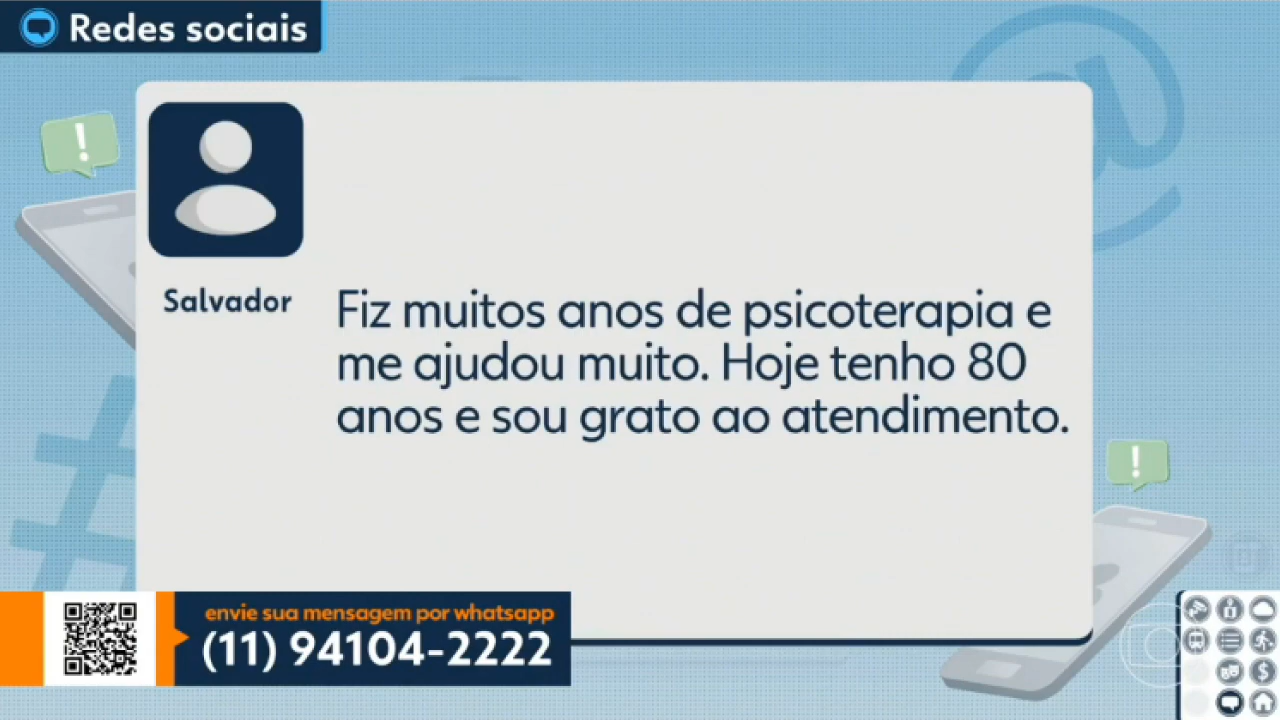 Redes sociais
Salvador
Fiz muitos anos de psicoterapia e
me ajudou muito. Hoje tenho 80
anos e sou grato ao atendimento.
envie sua mensagem por whatsapp
(11) 94104-2222